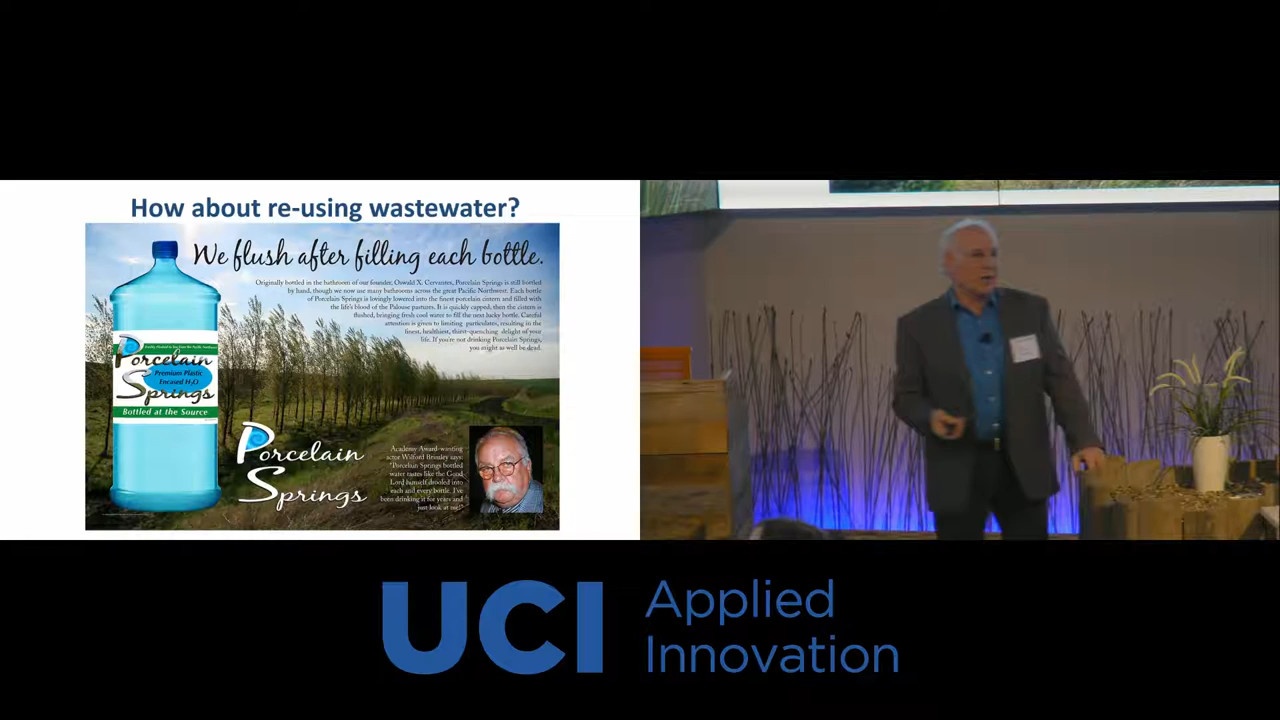 How about re-using wastewater?
We flush after filling each bottle.
Originally bottled in the bathroom of our founder, Oswald X. Cervantes, Porcelain Springs is still bottled
by hand, though we now use many bathrooms across the great Pacific Northwest. Each bottle
of Porcelain Springs is lovingly lowered into the finest porcelain cistern and filled with
the life's blood of the Palouse pastures. It is quickly capped, then the cistern is
flushed, bringing fresh cool water to fill the next lucky bottle. Careful
attention is given to limiting particulates, resulting in the
finest, healthiest, thirst-quenching delight of your
life. If you're not drinking Porcelain Springs,
you might as well be dead.
Porcelain
Springs
Premium Plastic
Encased H2O
Bottled at the Source
Porcelain
Springs
Academy Award-winning
actor Wilford Brimley says:
"Porcelain Springs bottled
water tastes like the Good
Lord himself drooled into
each and every bottle. I've
been drinking it for years and
just look at me!"
UCI Applied
Innovation